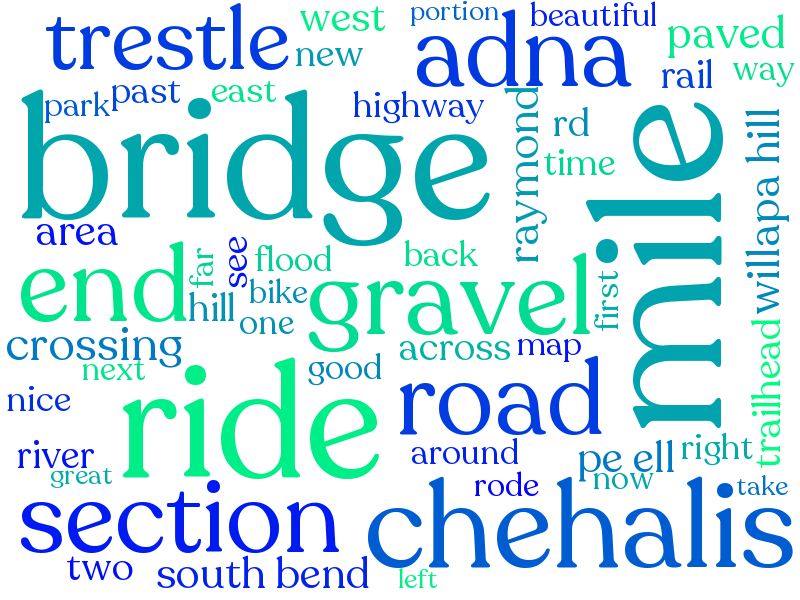 trestle
west
new
portion
beautiful
adna
paved
rail
way
park
past
east
highway
bridge
raymond
rd
time
mile
willapa hill
area
see
far
flood
back
end
hill
bike
one
gravel
first
crossing
across
map
trailhead
next
good
nice
ride
road
river
great
around
pe ell
right
now
rode
take
section
chehalis
two
south bend
left